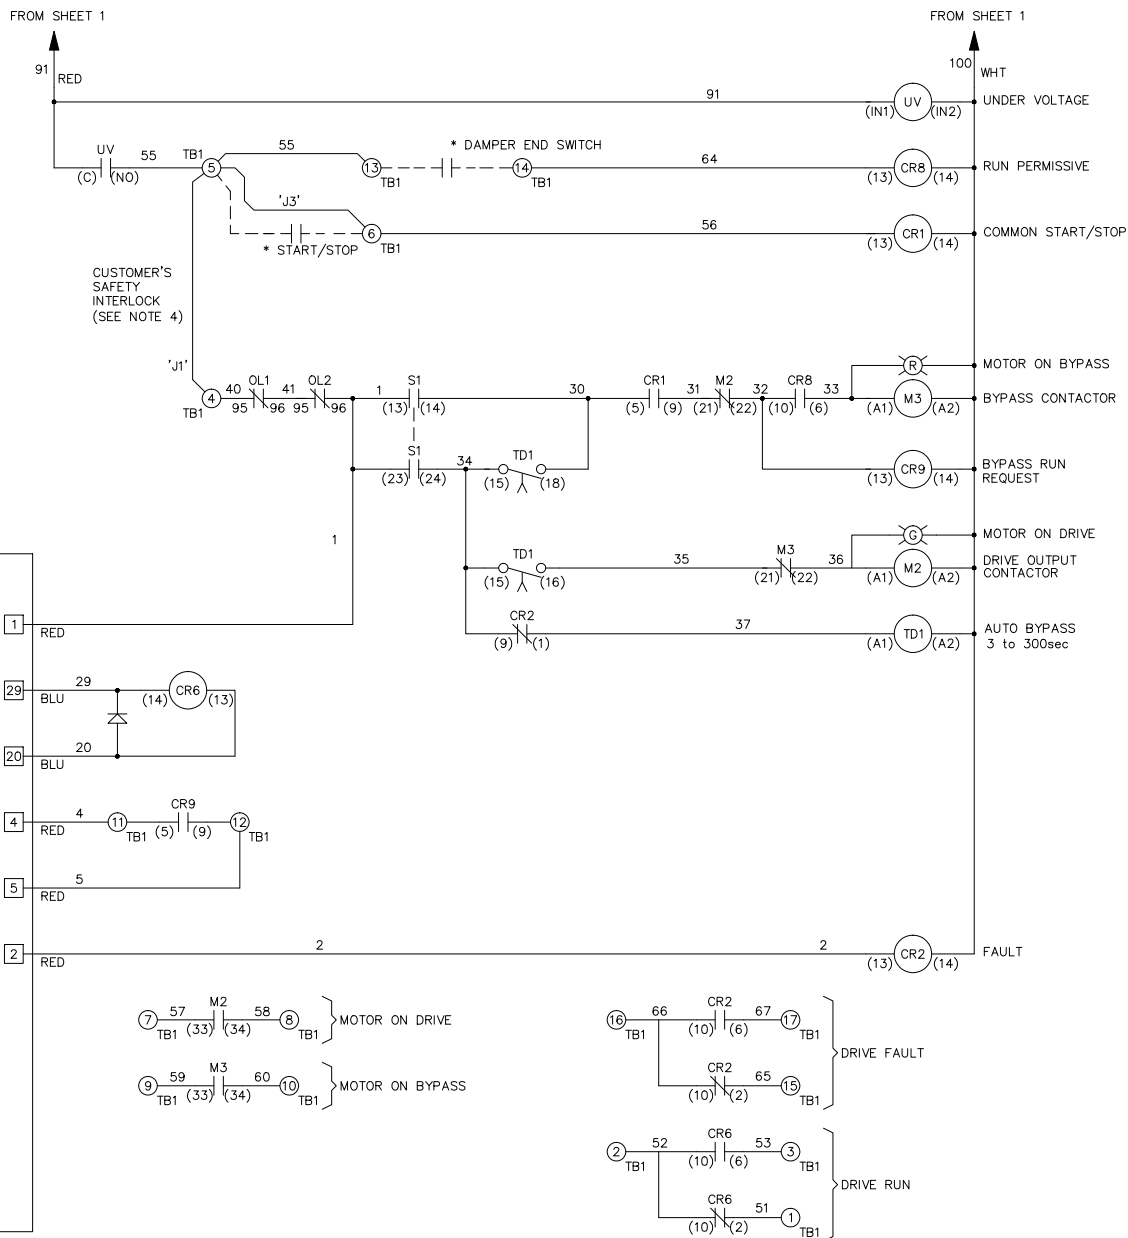 FROM SHEET 1
FROM SHEET 1
91
RED
100
WHT
91
(IN1)
UV
(IN2)
UNDER VOLTAGE
UV
(C)
(NO)
55
TB1
5
55
13
TB1
* DAMPER END SWITCH
14
TB1
64
(13)
CR8
(14)
RUN PERMISSIVE
'J3'
* START/STOP
6
TB1
56
(13)
CR1
(14)
COMMON START/STOP
CUSTOMER'S
SAFETY
INTERLOCK
(SEE NOTE 4)
'J1'
R
MOTOR ON BYPASS
4
TB1
40
OL1
95
96
41
OL2
95
96
1
S1
(13)
(14)
30
CR1
(5)
(9)
31
M2
(21)
(22)
32
CR8
(10)
(6)
33
(A1)
M3
(A2)
BYPASS CONTACTOR
S1
(23)
(24)
34
TD1
(15)
(18)
(13)
CR9
(14)
BYPASS RUN
REQUEST
1
G
MOTOR ON DRIVE
TD1
(15)
(16)
35
M3
(21)
(22)
36
(A1)
M2
(A2)
DRIVE OUTPUT
CONTACTOR
1
RED
CR2
(9)
(1)
37
(A1)
TD1
(A2)
AUTO BYPASS
3 to 300sec
29
BLU
29
(14)
CR6
(13)
20
BLU
20
4
RED
4
11
TB1
CR9
(5)
(9)
12
TB1
5
RED
5
2
RED
2
2
(13)
CR2
(14)
FAULT
7
TB1
57
M2
(33)
(34)
58
8
TB1
MOTOR ON DRIVE
9
TB1
59
M3
(33)
(34)
60
10
TB1
MOTOR ON BYPASS
16
TB1
66
CR2
(10)
(6)
67
17
TB1
CR2
(10)
(2)
65
15
TB1
DRIVE FAULT
2
TB1
52
CR6
(10)
(6)
53
3
TB1
CR6
(10)
(2)
51
1
TB1
DRIVE RUN